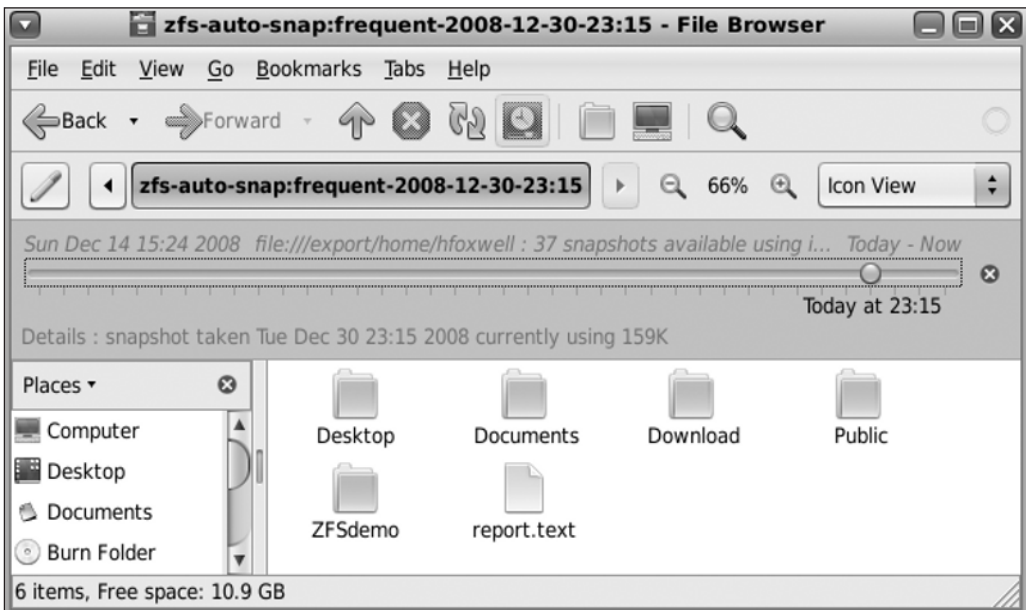 zfs-auto-snap:frequent-2008-12-30-23:15 - File Browser
File Edit View Go Bookmarks Tabs Help
Back Forward
zfs-auto-snap:frequent-2008-12-30-23:15 66% Icon View
Sun Dec 14 15:24 2008 file:///export/home/hfoxwell : 37 snapshots available using i... Today - Now
Today at 23:15
Details : snapshot taken Tue Dec 30 23:15 2008 currently using 159K
Places
Computer
Desktop
Documents
Burn Folder
Desktop Documents Download Public
ZFSdemo report.text
6 items, Free space: 10.9 GB